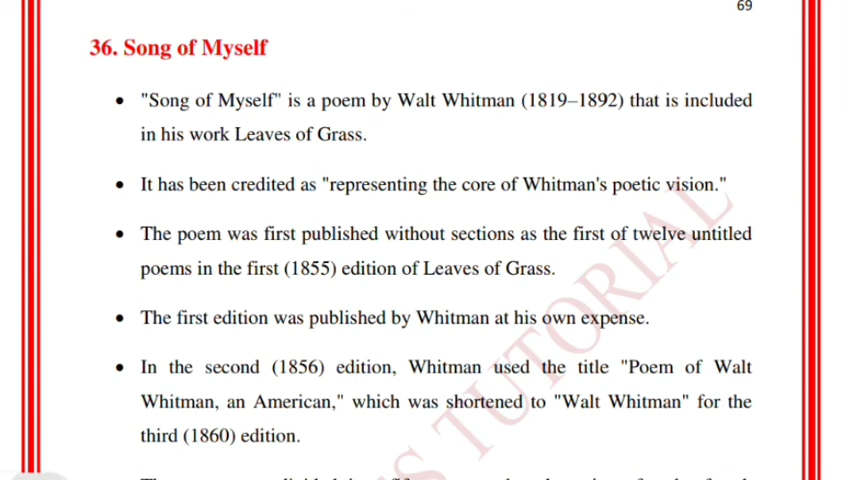 69
36. Song of Myself
• "Song of Myself" is a poem by Walt Whitman (1819–1892) that is included
in his work Leaves of Grass.
• It has been credited as "representing the core of Whitman's poetic vision."
• The poem was first published without sections as the first of twelve untitled
poems in the first (1855) edition of Leaves of Grass.
• The first edition was published by Whitman at his own expense.
• In the second (1856) edition, Whitman used the title "Poem of Walt
Whitman, an American," which was shortened to "Walt Whitman" for the
third (1860) edition.
TUTORIAL